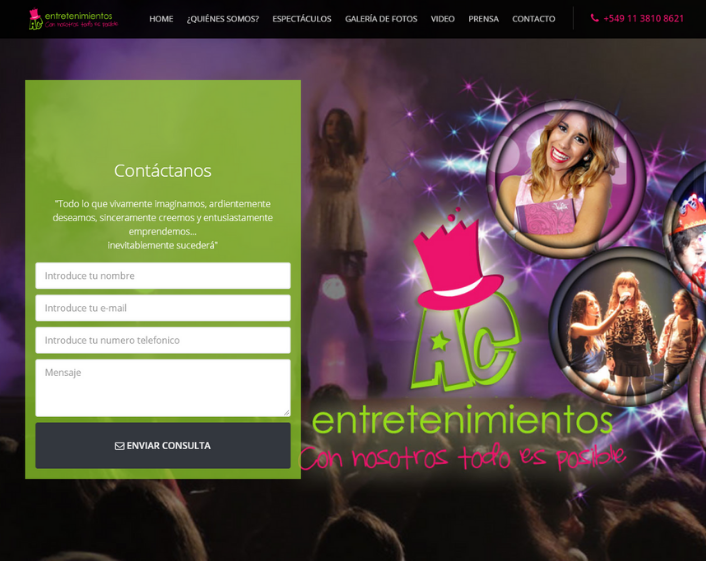 entretenimientos
Con nosotros todo es posible
HOME ¿QUIÉNES SOMOS? ESPECTÁCULOS GALERÍA DE FOTOS VIDEO PRENSA CONTACTO +549 11 3810 8621
Contáctanos
"Todo lo que vivamente imaginamos, ardientemente
deseamos, sinceramente creemos y entusiastamente
emprendemos...
Inevitablemente sucederá"
Introduce tu nombre
Introduce tu e-mail
Introduce tu numero telefonico
Mensaje
ENVIAR CONSULTA
AC
entretenimientos
Con nosotros todo es posible